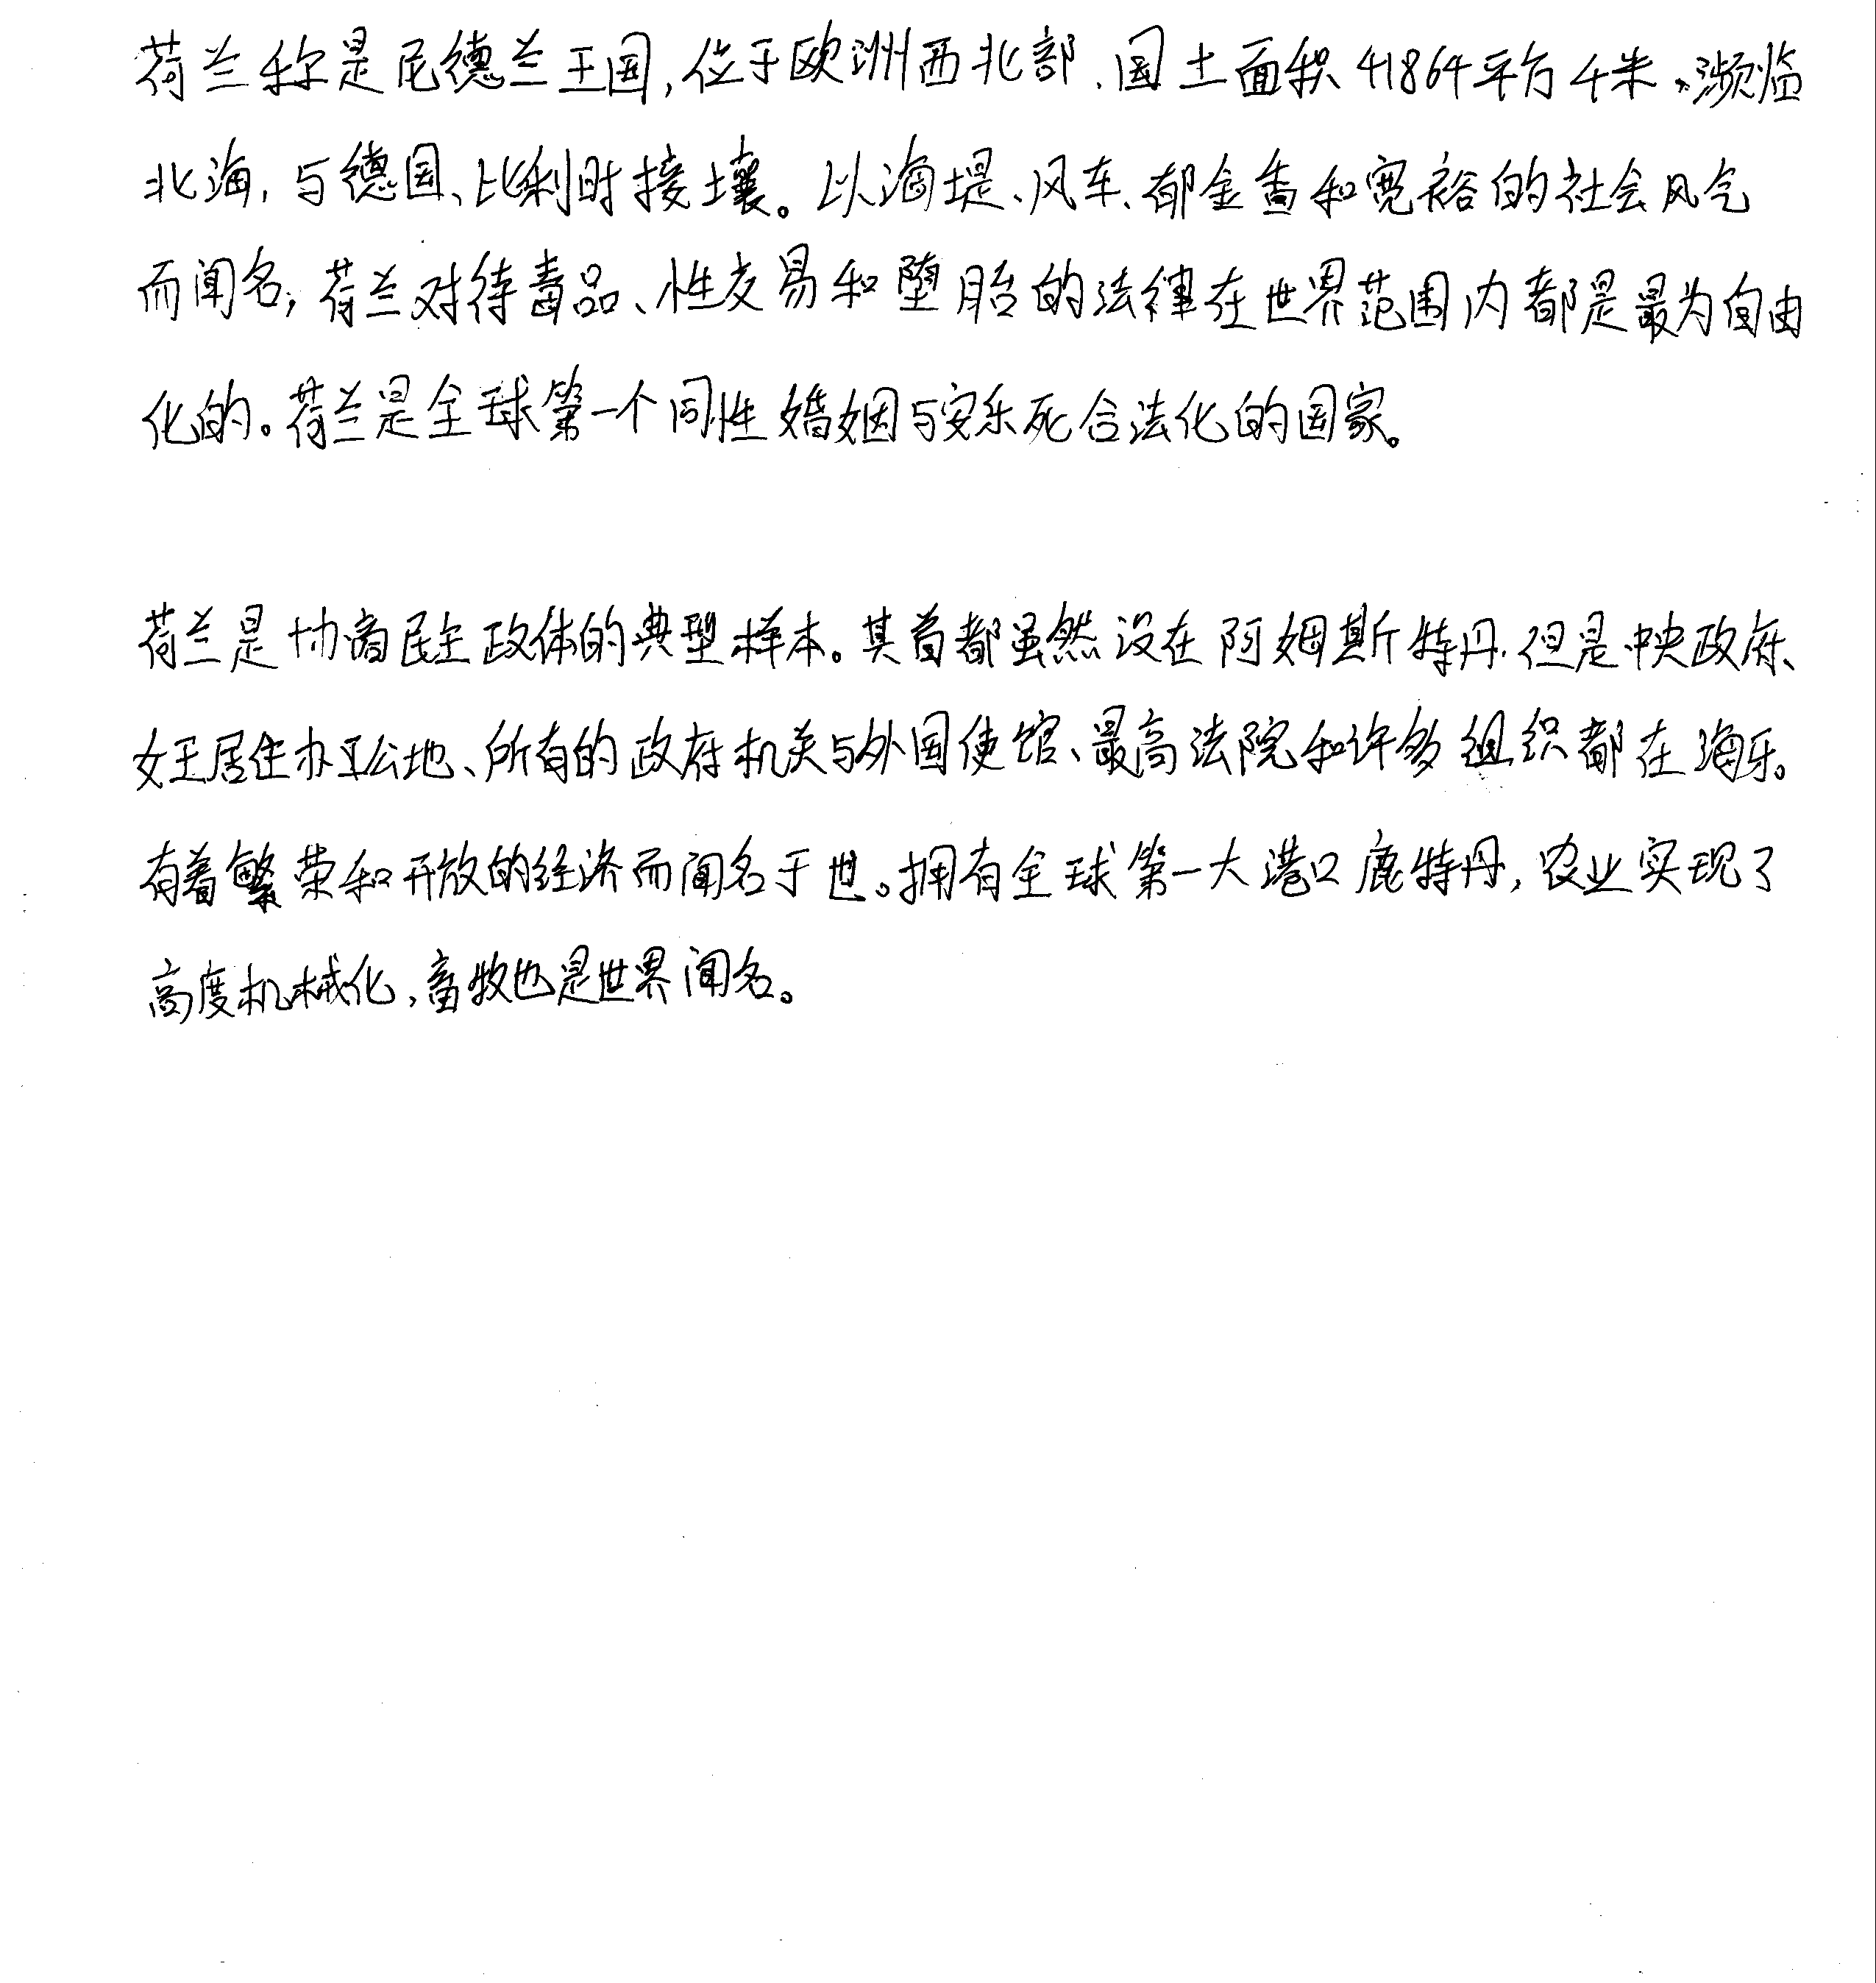 荷兰称是尼德兰王国,位于欧洲西北部.国土面积41864平方千米。濒临
北海,与德国、比利时接壤。以海堤、风车、郁金香和宽裕的社会风气
而闻名,荷兰对待毒品、性交易和堕胎的法律在世界范围内都是最为自由
化的。荷兰是全球第一个同性婚姻与安乐死合法化的国家。
荷兰是协商民主政体的典型样本。其首都虽然设在阿姆斯特丹.但是中央政府、
女王居住办公地、所有的政府机关与外国使馆、最高法院和许多组织都在海牙。
有着繁荣和开放的经济而闻名于世。拥有全球第一大港口鹿特丹,农业实现了
高度机械化,畜牧也是世界闻名。